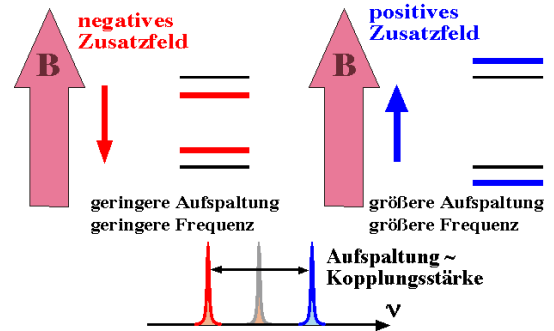 negatives
Zusatzfeld
B
geringere Aufspaltung
geringere Frequenz
positives
Zusatzfeld
B
größere Aufspaltung
größere Frequenz
Aufspaltung ~
Kopplungsstärke
ν